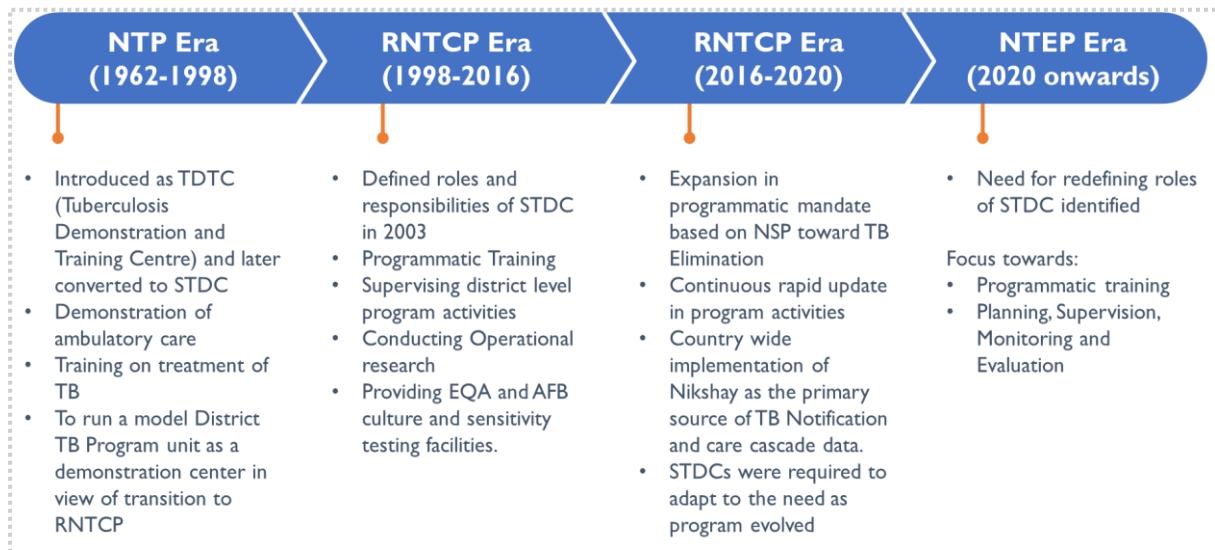 NTP Era
(1962-1998)
RNTCP Era
(1998-2016)
RNTCP Era
(2016-2020)
NTEP Era
(2020 onwards)
• Introduced as TDTC
(Tuberculosis
Demonstration and
Training Centre) and later
converted to STDC
• Demonstration of
ambulatory care
• Training on treatment of
TB
• To run a model District
TB Program unit as a
demonstration center in
view of transition to
RNTCP
• Defined roles and
responsibilities of STDC
in 2003
• Programmatic Training
• Supervising district level
program activities
• Conducting Operational
research
• Providing EQA and AFB
culture and sensitivity
testing facilities.
• Expansion in
programmatic mandate
based on NSP toward TB
Elimination
• Continuous rapid update
in program activities
• Country wide
implementation of
Nikshay as the primary
source of TB Notification
and care cascade data.
• STDCs were required to
adapt to the need as
program evolved
• Need for redefining roles
of STDC identified
Focus towards:
• Programmatic training
• Planning, Supervision,
Monitoring and
Evaluation